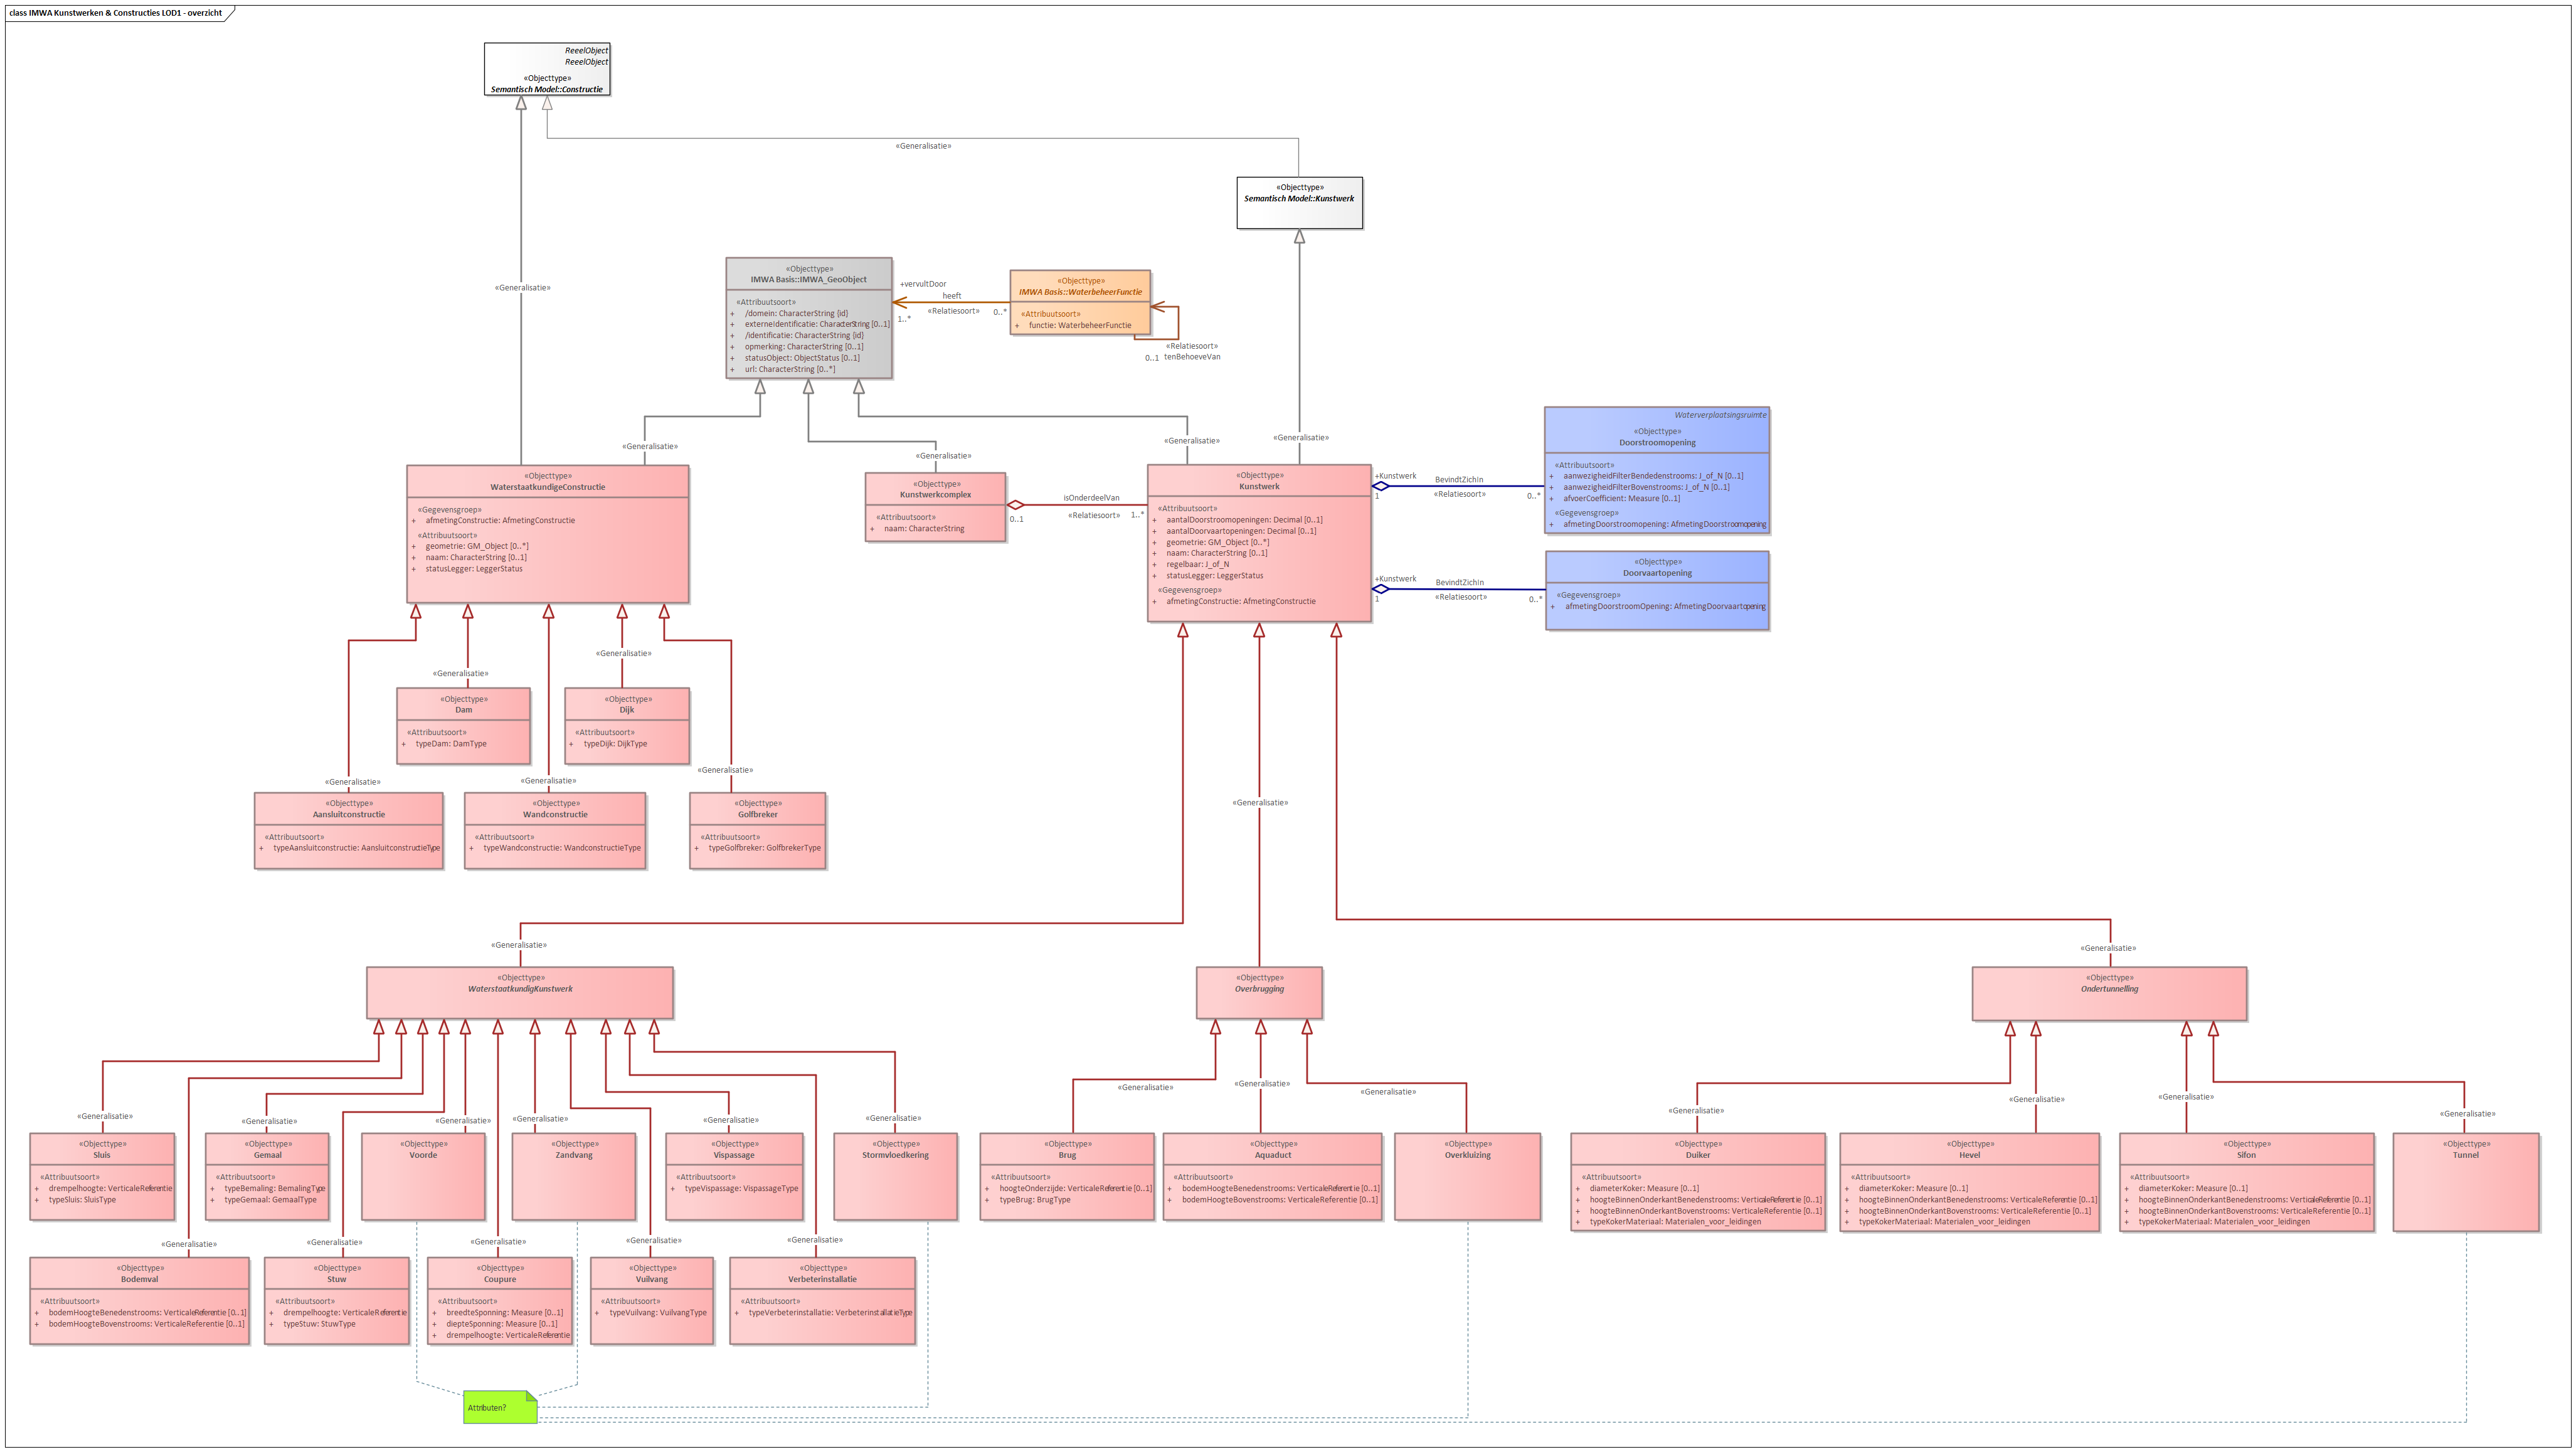 class IMWA Kunstwerken & Constructies LOD1 - overzicht
ReeelObject
ReeelObject
«Objecttype»
Semantisch Model::Constructie
«Generalisatie»
«Objecttype»
Semantisch Model::Kunstwerk
«Generalisatie»
«Objecttype»
IMWA Basis::IMWA_GeoObject
«Attribuutsoort»
+ /domein: CharacterString {id}
+ externeIdentificatie: CharacterString [0..1]
+ /identificatie: CharacterString {id}
+ opmerking: CharacterString [0..1]
+ statusObject: ObjectStatus [0..1]
+ url: CharacterString [0..*]
+vervultDoor
heeft
1..*
«Relatiesoort»
0..*
«Objecttype»
IMWA Basis::WaterbeheerFunctie
«Attribuutsoort»
+ functie: WaterbeheerFunctie
«Relatiesoort»
0..1 tenBehoeveVan
«Generalisatie»
«Generalisatie»
«Generalisatie»
«Generalisatie»
«Objecttype»
WaterstaatkundigeConstructie
«Gegevensgroep»
+ afmetingConstructie: AfmetingConstructie
«Attribuutsoort»
+ geometrie: GM_Object [0..*]
+ naam: CharacterString [0..1]
+ statusLegger: LeggerStatus
«Objecttype»
Kunstwerkcomplex
«Attribuutsoort»
+ naam: CharacterString
isOnderdeelVan
0..1
«Relatiesoort»
1..*
«Objecttype»
Kunstwerk
«Attribuutsoort»
+ aantalDoorstroomopeningen: Decimal [0..1]
+ aantalDoorvaartopeningen: Decimal [0..1]
+ geometrie: GM_Object [0..*]
+ naam: CharacterString [0..1]
+ regelbaar: J_of_N
+ statusLegger: LeggerStatus
«Gegevensgroep»
+ afmetingConstructie: AfmetingConstructie
+Kunstwerk
BevindtZichIn
1
«Relatiesoort»
0..*
Waterverplaatsingsruimte
«Objecttype»
Doorstroomopening
«Attribuutsoort»
+ aanwezigheidFilterBendedenstrooms: J_of_N [0..1]
+ aanwezigheidFilterBovenstrooms: J_of_N [0..1]
+ afvoerCoefficient: Measure [0..1]
«Gegevensgroep»
+ afmetingDoorstroomopening: AfmetingDoorstroomopening
+Kunstwerk
BevindtZichIn
1
«Relatiesoort»
0..*
«Objecttype»
Doorvaartopening
«Gegevensgroep»
+ afmetingDoorstroomOpening: AfmetingDoorvaartopening
«Generalisatie»
«Generalisatie»
«Objecttype»
Dam
«Attribuutsoort»
+ typeDam: DamType
«Objecttype»
Dijk
«Attribuutsoort»
+ typeDijk: DijkType
«Generalisatie»
«Generalisatie»
«Generalisatie»
«Objecttype»
Aansluitconstructie
«Attribuutsoort»
+ typeAansluitconstructie: AansluitconstructieType
«Objecttype»
Wandconstructie
«Attribuutsoort»
+ typeWandconstructie: WandconstructieType
«Objecttype»
Golfbreker
«Attribuutsoort»
+ typeGolfbreker: GolfbrekerType
«Generalisatie»
«Generalisatie»
«Generalisatie»
«Objecttype»
WaterstaatkundigKunstwerk
«Objecttype»
Overbrugging
«Objecttype»
Ondertunnelling
«Generalisatie»
«Generalisatie»
«Generalisatie»
«Generalisatie»
«Generalisatie»
«Generalisatie»
«Generalisatie»
«Generalisatie»
«Generalisatie»
«Generalisatie»
«Generalisatie»
«Generalisatie»
«Generalisatie»
«Objecttype»
Sluis
«Attribuutsoort»
+ drempelhoogte: VerticaleReferentie
+ typeSluis: SluisType
«Objecttype»
Gemaal
«Attribuutsoort»
+ typeBemaling: BemalingType
+ typeGemaal: GemaalType
«Objecttype»
Voorde
«Objecttype»
Zandvang
«Objecttype»
Vispassage
«Attribuutsoort»
+ typeVispassage: VispassageType
«Objecttype»
Stormvloedkering
«Objecttype»
Brug
«Attribuutsoort»
+ hoogteOnderzijde: VerticaleReferentie [0..1]
+ typeBrug: BrugType
«Objecttype»
Aquaduct
«Attribuutsoort»
+ bodemHoogteBenedenstrooms: VerticaleReferentie [0..1]
+ bodemHoogteBovenstrooms: VerticaleReferentie [0..1]
«Objecttype»
Overkluizing
«Objecttype»
Duiker
«Attribuutsoort»
+ diameterKoker: Measure [0..1]
+ hoogteBinnenOnderkantBenedenstrooms: VerticaleReferentie [0..1]
+ hoogteBinnenOnderkantBovenstrooms: VerticaleReferentie [0..1]
+ typeKokerMateriaal: Materialen_voor_leidingen
«Objecttype»
Hevel
«Attribuutsoort»
+ diameterKoker: Measure [0..1]
+ hoogteBinnenOnderkantBenedenstrooms: VerticaleReferentie [0..1]
+ hoogteBinnenOnderkantBovenstrooms: VerticaleReferentie [0..1]
+ typeKokerMateriaal: Materialen_voor_leidingen
«Objecttype»
Sifon
«Attribuutsoort»
+ diameterKoker: Measure [0..1]
+ hoogteBinnenOnderkantBenedenstrooms: VerticaleReferentie [0..1]
+ hoogteBinnenOnderkantBovenstrooms: VerticaleReferentie [0..1]
+ typeKokerMateriaal: Materialen_voor_leidingen
«Objecttype»
Tunnel
«Generalisatie»
«Generalisatie»
«Generalisatie»
«Generalisatie»
«Generalisatie»
«Objecttype»
Bodemval
«Attribuutsoort»
+ bodemHoogteBenedenstrooms: VerticaleReferentie [0..1]
+ bodemHoogteBovenstrooms: VerticaleReferentie [0..1]
«Objecttype»
Stuw
«Attribuutsoort»
+ drempelhoogte: VerticaleReferentie
+ typeStuw: StuwType
«Objecttype»
Coupure
«Attribuutsoort»
+ breedteSponning: Measure [0..1]
+ diepteSponning: Measure [0..1]
+ drempelhoogte: VerticaleReferentie
«Objecttype»
Vuilvang
«Attribuutsoort»
+ typeVuilvang: VuilvangType
«Objecttype»
Verbeterinstallatie
«Attribuutsoort»
+ typeVerbeterinstallatie: VerbeterinstallatieType
Attributen?